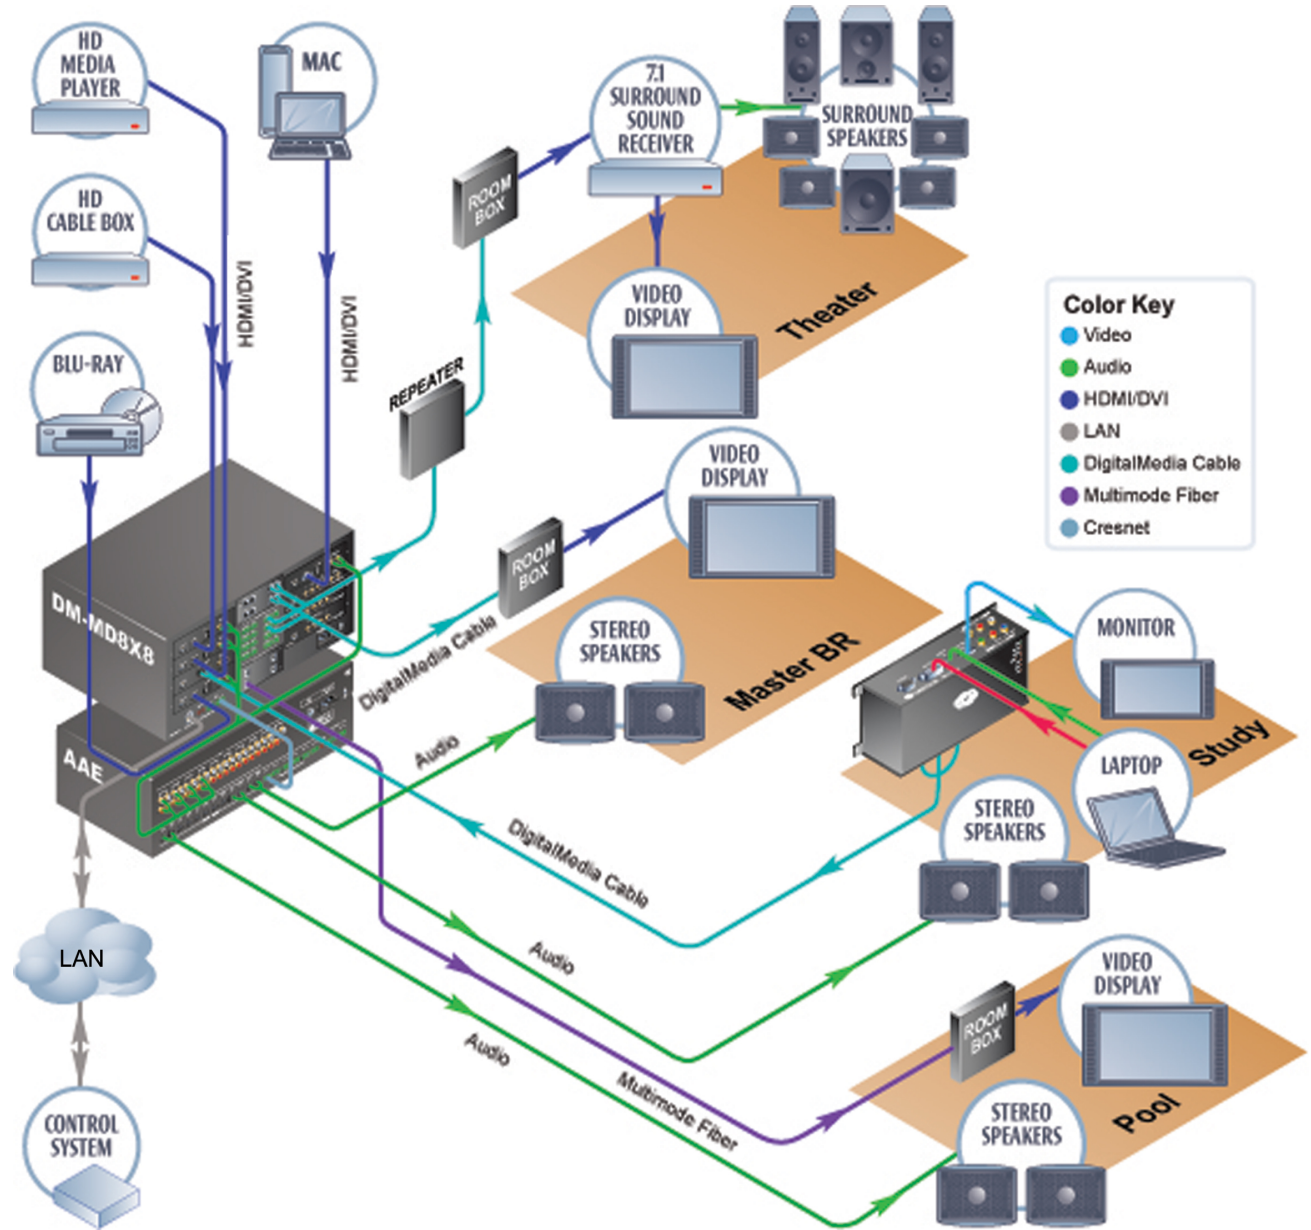 HD
MEDIA
PLAYER
MAC
7.1
SURROUND
SOUND
RECEIVER
SURROUND
SPEAKERS
ROOM
BOX
HD
CABLE BOX
HDMI/DVI
HDMI/DVI
VIDEO
DISPLAY
Theater
Color Key
Video
Audio
HDMI/DVI
LAN
DigitalMedia Cable
Multimode Fiber
Cresnet
BLU-RAY
REPEATER
VIDEO
DISPLAY
ROOM
BOX
DM-MD8X8
DigitalMedia Cable
STEREO
SPEAKERS
Master BR
MONITOR
Study
LAPTOP
AAE
Audio
STEREO
SPEAKERS
DigitalMedia Cable
LAN
Audio
VIDEO
DISPLAY
ROOM
BOX
Audio
Multimode Fiber
Pool
STEREO
SPEAKERS
CONTROL
SYSTEM